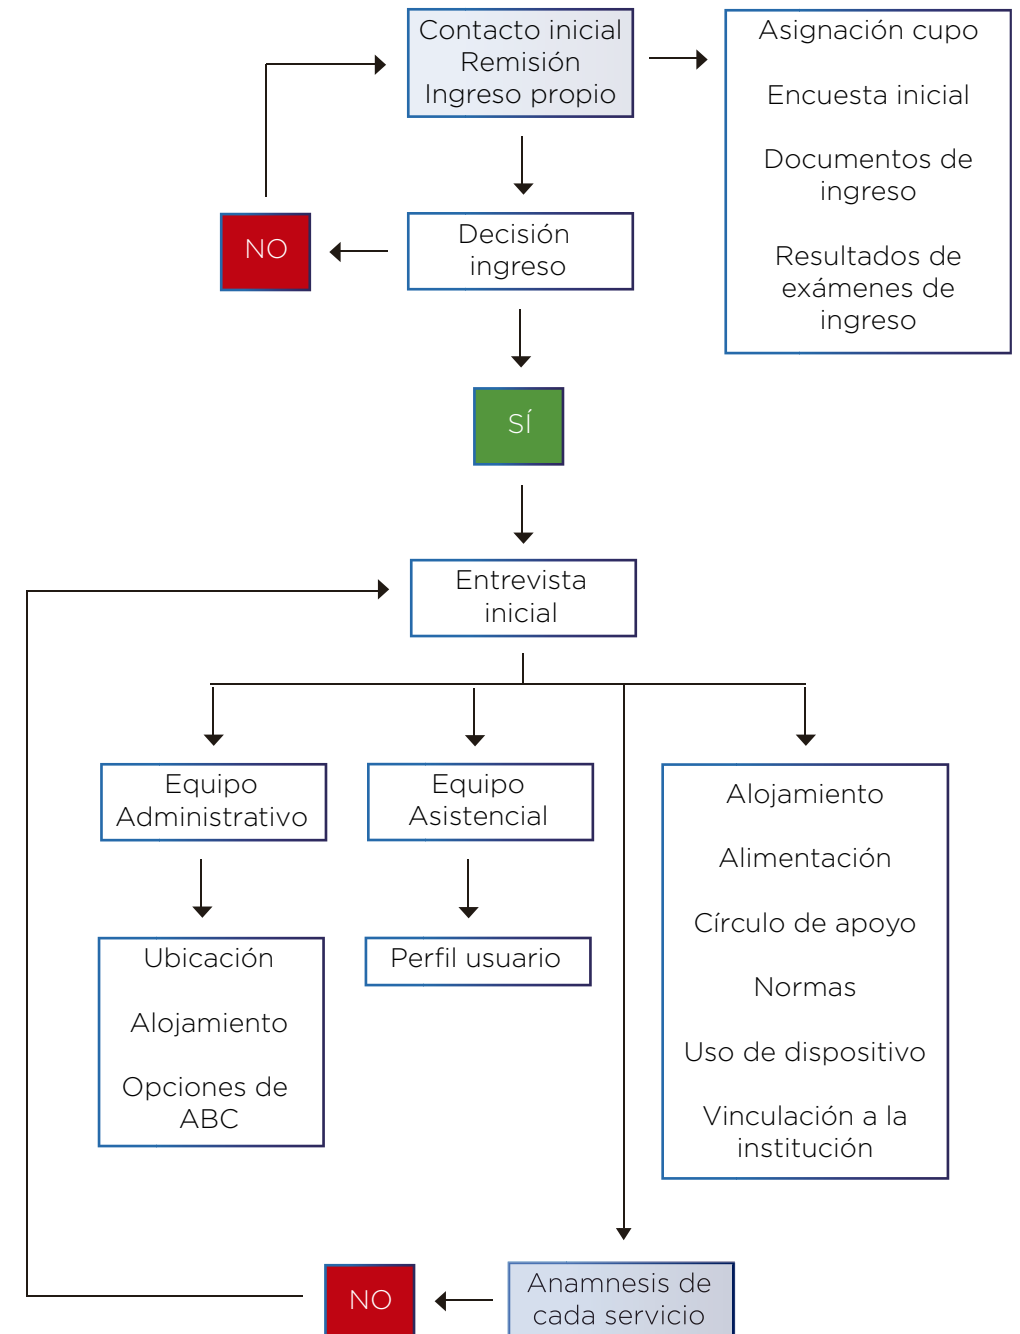 Contacto inicial
Remisión
Ingreso propio
Asignación cupo
Encuesta inicial
Documentos de
ingreso
Resultados de
exámenes de
ingreso
NO
Decisión
ingreso
SÍ
Entrevista
inicial
Equipo
Administrativo
Equipo
Asistencial
Alojamiento
Alimentación
Círculo de apoyo
Normas
Uso de dispositivo
Vinculación a la
institución
Ubicación
Alojamiento
Opciones de
ABC
Perfil usuario
NO
Anamnesis de
cada servicio